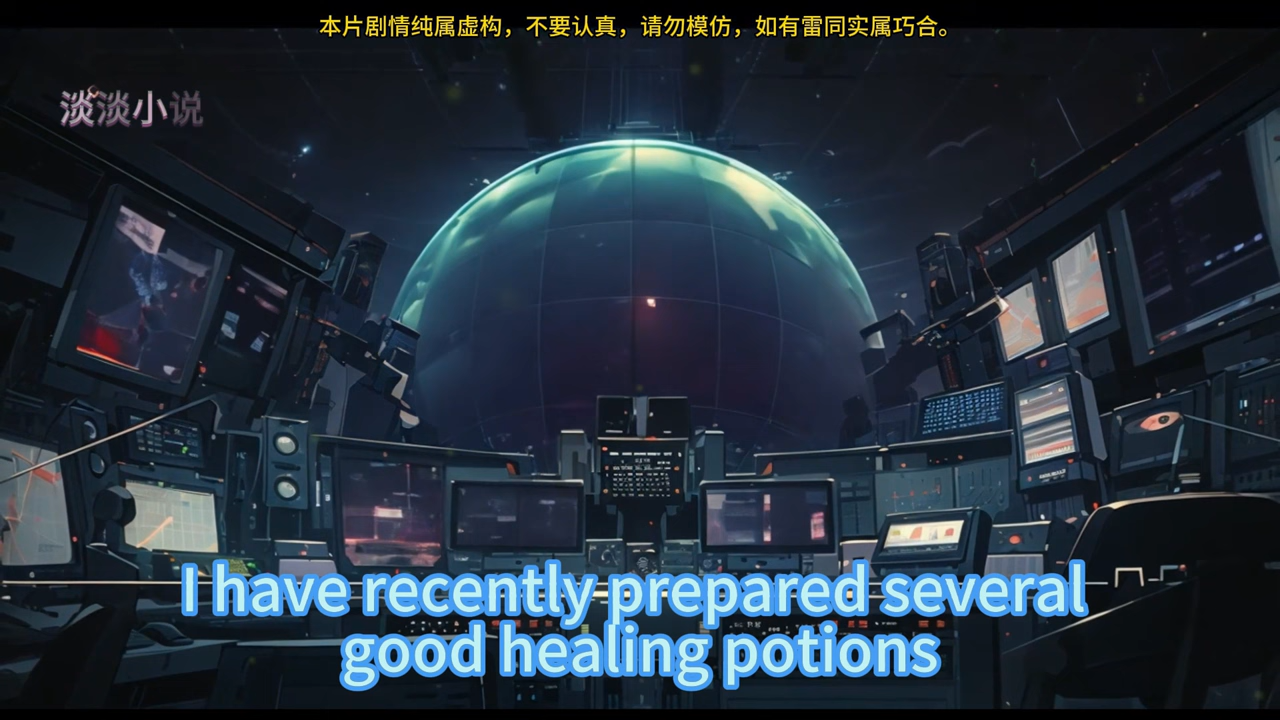 本片剧情纯属虚构，不要认真，请勿模仿，如有雷同实属巧合。
淡淡小说
I have recently prepared several
good healing potions